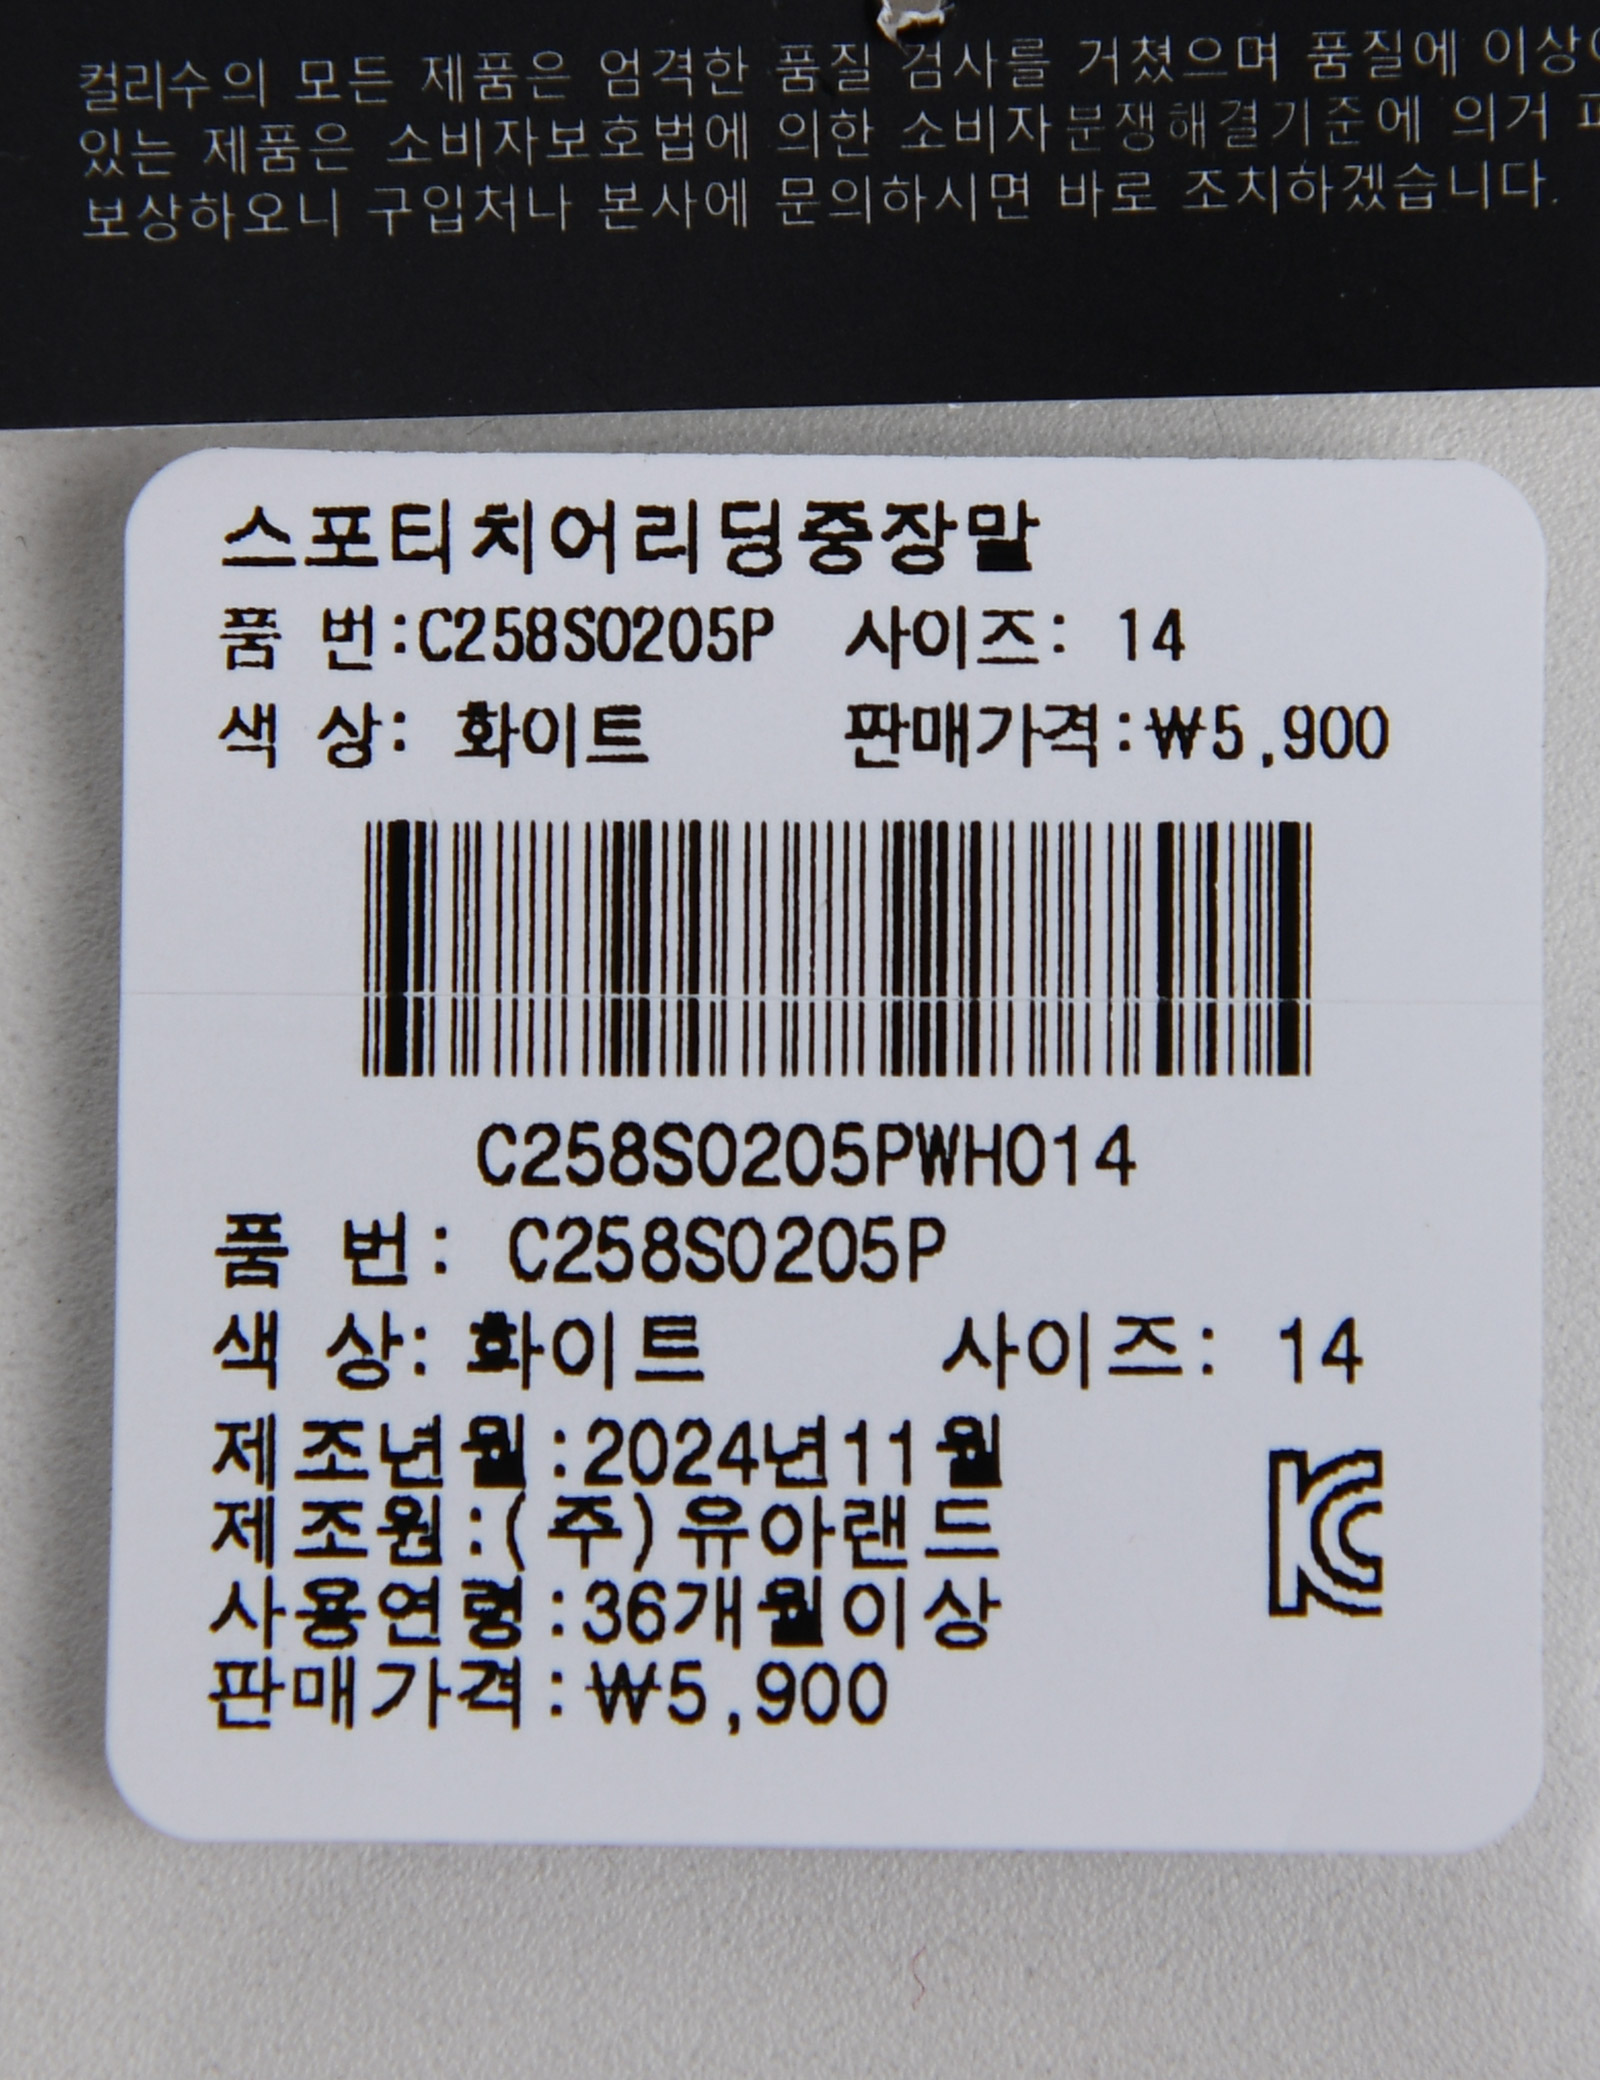 컬리수의 모든 제품은 엄격한 품질 검사를 거쳤으며 품질에
있는 제품은 소비자보호법에 의한 소비자분쟁해결기준에 의거
보상하오니 구입처나 본사에 문의하시면 바로 조치하겠습니다.
스포티치어리딩중장말
품 번:C258S0205P 사이즈: 14
색 상: 화이트 판매가격:₩5,900
C258S0205PWH014
품 번: C258S0205P
색 상: 화이트 사이즈: 14
제조년월:2024년11월
제조원:(주)유아랜드
사용연령:36개월이상
판매가격:₩5,900
KC